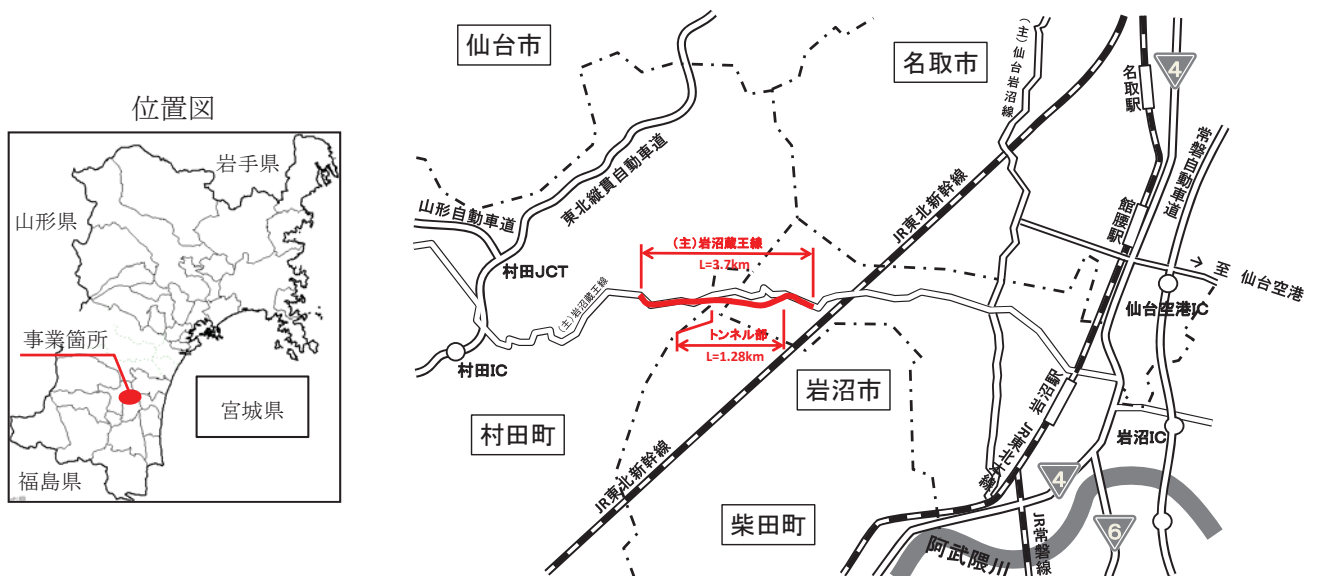 位置図
岩手県
山形県
事業箇所
宮城県
福島県
仙台市
名取市
(主)仙台岩沼線
名取駅
4
常磐自動車道
東北縦貫自動車道
山形自動車道
JR東北新幹線
館腰駅
(主)岩沼蔵王線
L=3.7km
村田JCT
至 仙台空港
(主)岩沼蔵王線
仙台空港IC
トンネル部
L=1.28km
村田IC
岩沼市
岩沼駅
村田町
岩沼IC
JR東北新幹線
JR東北本線
4
柴田町
6
JR常磐線
阿武隈川